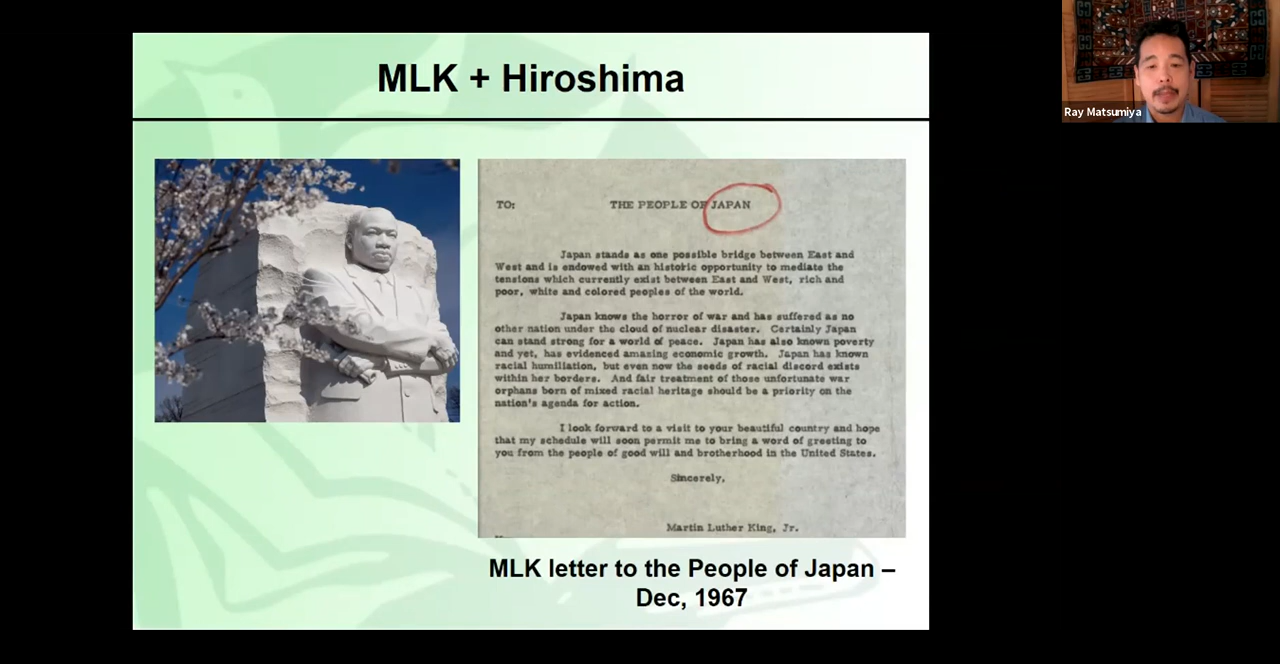 MLK + Hiroshima
Ray Matsumiya
TO: THE PEOPLE OF JAPAN
Japan stands as one possible bridge between East and
West and is endowed with an historic opportunity to mediate the
tensions which currently exist between East and West, rich and
poor, white and colored peoples of the world.
Japan knows the horror of war and has suffered as no
other nation under the cloud of nuclear disaster. Certainly Japan
can stand strong for a world of peace. Japan has also known poverty
and yet, has evidenced amazing economic growth. Japan has known
racial humiliation, but even now the seeds of racial discord exists
within her borders. And fair treatment of those unfortunate war
orphans born of mixed racial heritage should be a priority on the
nation's agenda for action.
I look forward to a visit to your beautiful country and hope
that my schedule will soon permit me to bring a word of greeting to
you from the people of good will and brotherhood in the United States.
Sincerely,
Martin Luther King, Jr.
MLK letter to the People of Japan –
Dec, 1967